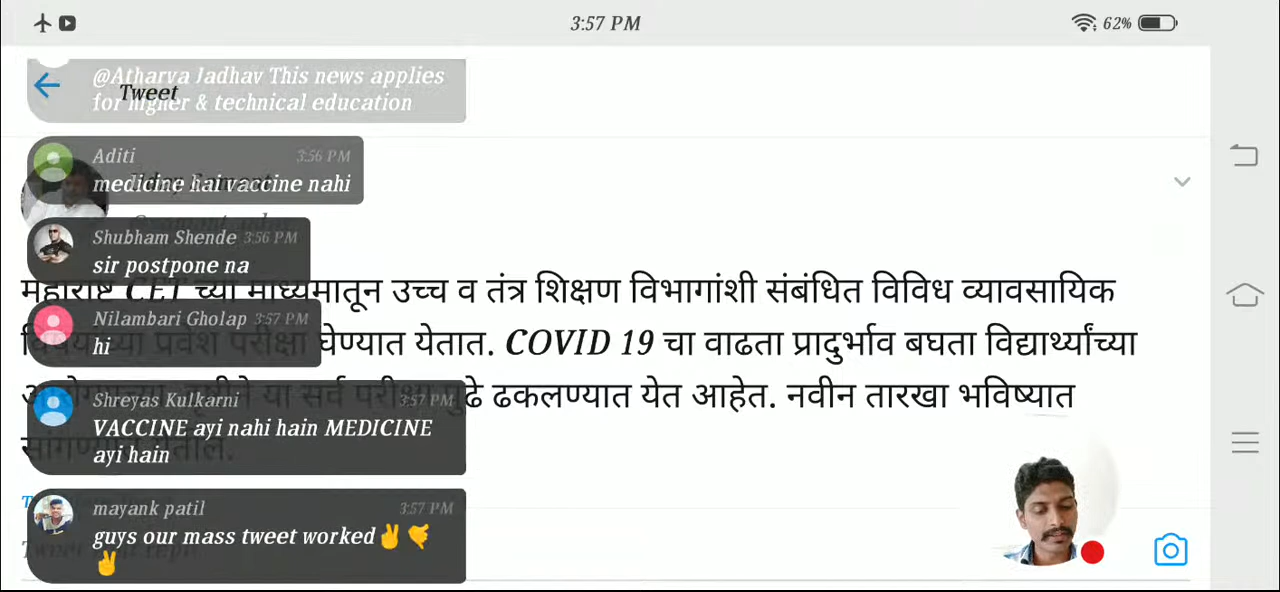 3:57 PM
62%
@Atharva Jadhav This news applies
for higher & technical education
Tweet
Aditi 3:56 PM
medicine hai vaccine nahi
Shubham Shende 3:56 PM
sir postpone na
महाराष्ट्र CET च्या माध्यमातून उच्च व तंत्र शिक्षण विभागांशी संबंधित विविध व्यावसायिक
Nilambari Gholap 3:57 PM
hi
विषयांच्या प्रवेश परीक्षा घेण्यात येतात. COVID 19 चा वाढता प्रादुर्भाव बघता विद्यार्थ्यांच्या
या सर्व परीक्षा पुढे ढकलण्यात येत आहेत. नवीन तारखा भविष्यात
Shreyas Kulkarni 3:57 PM
VACCINE ayi nahi hain MEDICINE
ayi hain
सांगण्यात येतील.
mayank patil 3:57 PM
guys our mass tweet worked✌️🤙
✌️